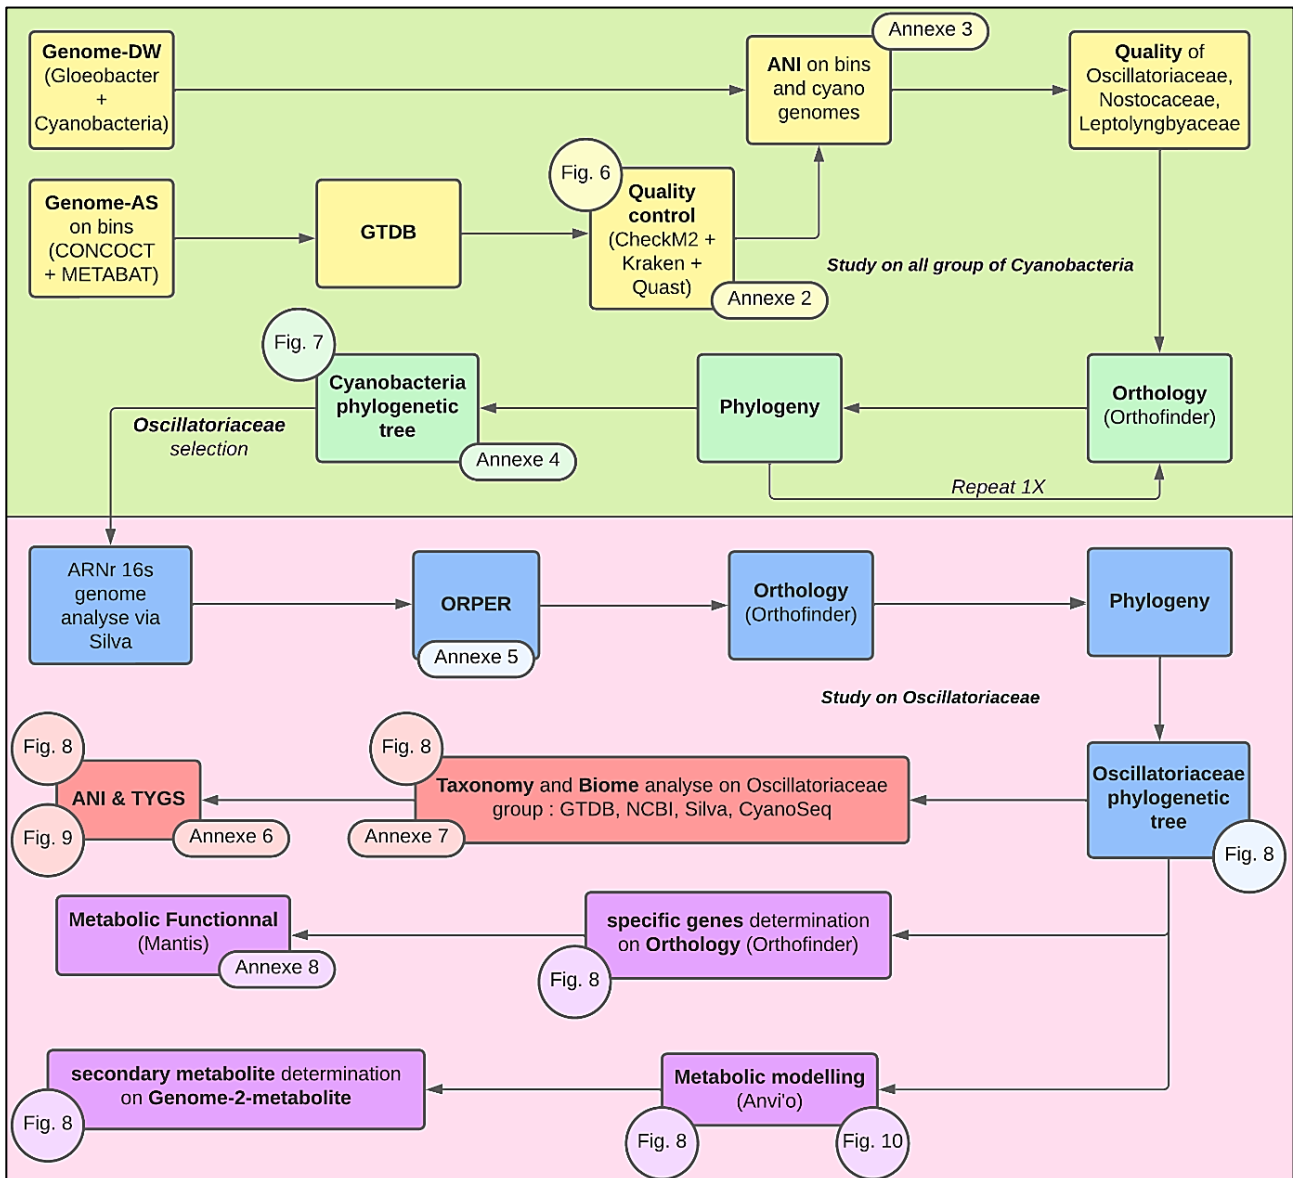 Genome-DW
(Gloeobacter
+
Cyanobacteria)
ANI on bins
and cyano
genomes
Annexe 3
Quality of
Oscillatoriaceae,
Nostocaceae,
Leptolyngbyaceae
Genome-AS
on bins
(CONCOCT
+ METABAT)
GTDB
Fig. 6
Quality
control
(CheckM2 +
Kraken +
Quast)
Annexe 2
Study on all group of Cyanobacteria
Fig. 7
Cyanobacteria
phylogenetic
tree
Annexe 4
Phylogeny
Orthology
(Orthofinder)
Repeat 1X
Oscillatoriaceae
selection
ARNr 16s
genome
analyse via
Silva
ORPER
Annexe 5
Orthology
(Orthofinder)
Phylogeny
Study on Oscillatoriaceae
Fig. 8
ANI & TYGS
Fig. 9
Annexe 6
Fig. 8
Taxonomy and Biome analyse on Oscillatoriaceae
group : GTDB, NCBI, Silva, CyanoSeq
Annexe 7
Oscillatoriaceae
phylogenetic
tree
Fig. 8
Metabolic Functionnal
(Mantis)
Annexe 8
specific genes determination
on Orthology (Orthofinder)
Fig. 8
secondary metabolite determination
on Genome-2-metabolite
Fig. 8
Metabolic modelling
(Anvi'o)
Fig. 8
Fig. 10